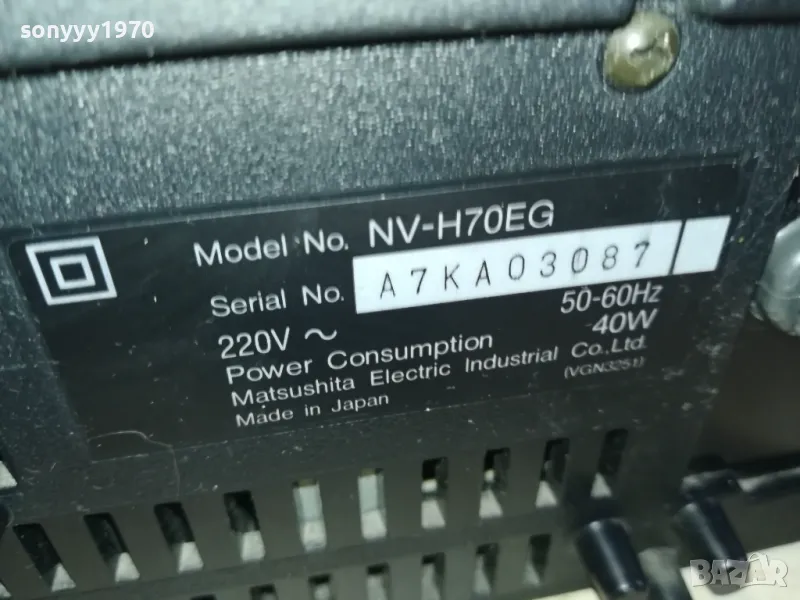 sonyyy1970
Model No. NV-H70EG
Serial No. A7KA03087
220V ~ 50-60Hz
Power Consumption 40W
Matsushita Electric Industrial Co., Ltd.
Made in Japan (VGN3251)
BAZAR